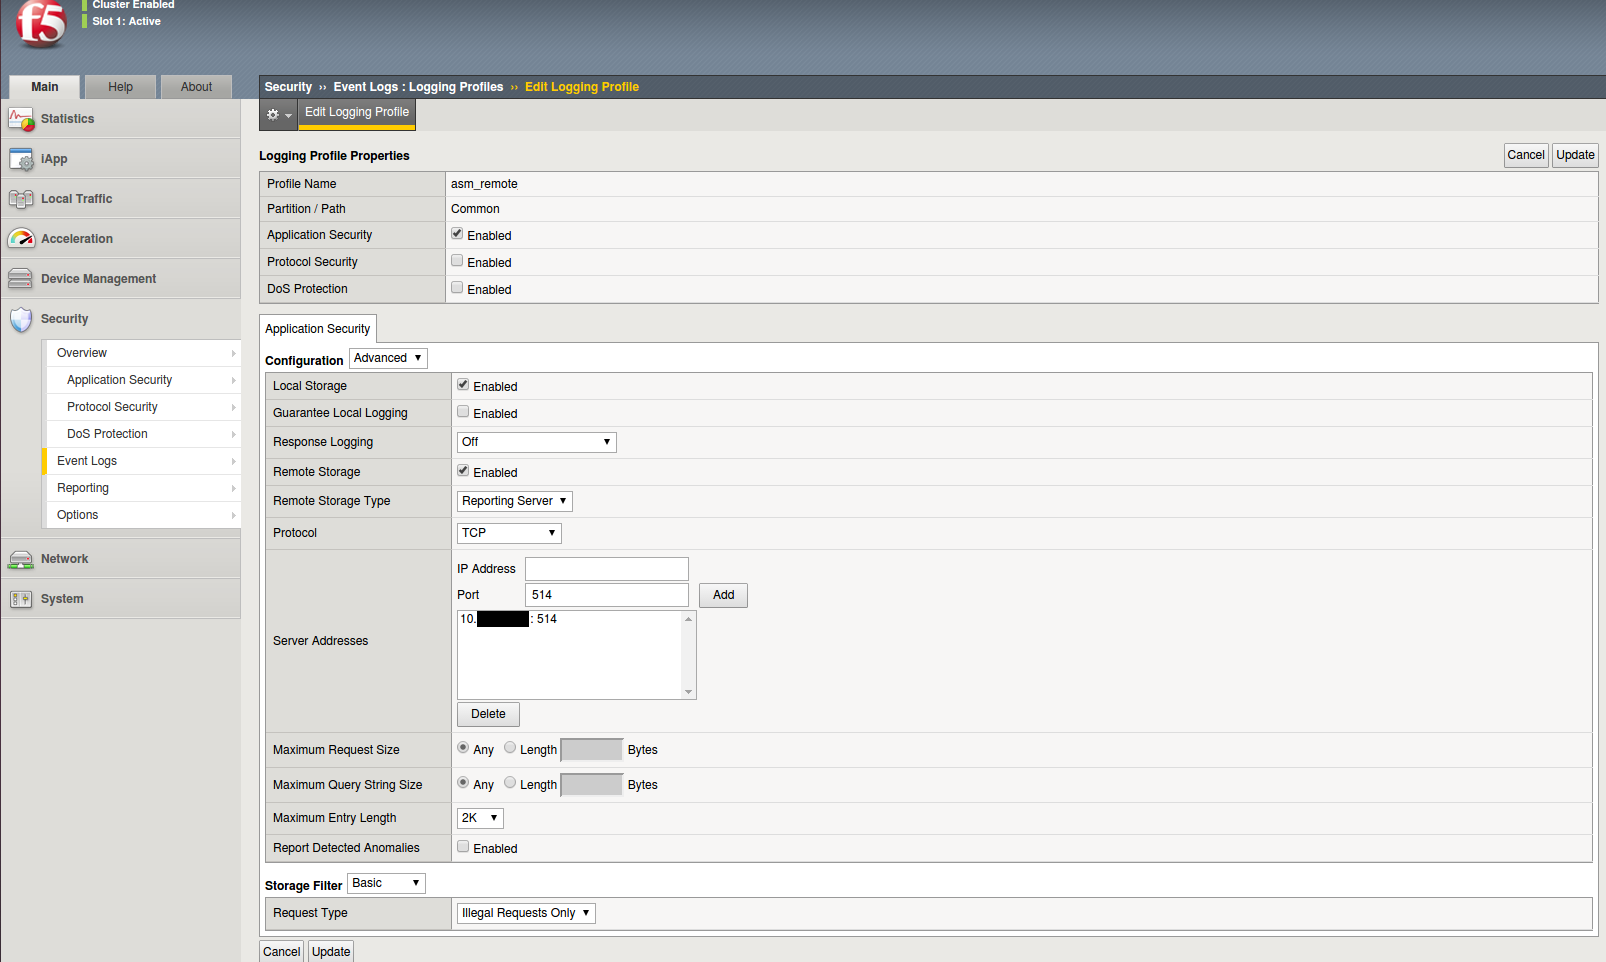 Cluster Enabled
Slot 1: Active
f5
Main Help About
Security ›› Event Logs : Logging Profiles ›› Edit Logging Profile
Edit Logging Profile
Statistics
iApp
Local Traffic
Acceleration
Device Management
Security
Overview
Application Security
Protocol Security
DoS Protection
Event Logs
Reporting
Options
Network
System
Logging Profile Properties Cancel Update
Profile Name asm_remote
Partition / Path Common
Application Security Enabled
Protocol Security Enabled
DoS Protection Enabled
Application Security
Configuration Advanced
Local Storage Enabled
Guarantee Local Logging Enabled
Response Logging Off
Remote Storage Enabled
Remote Storage Type Reporting Server
Protocol TCP
Server Addresses
IP Address
Port 514 Add
10. : 514
Delete
Maximum Request Size Any Length Bytes
Maximum Query String Size Any Length Bytes
Maximum Entry Length 2K
Report Detected Anomalies Enabled
Storage Filter Basic
Request Type Illegal Requests Only
Cancel Update